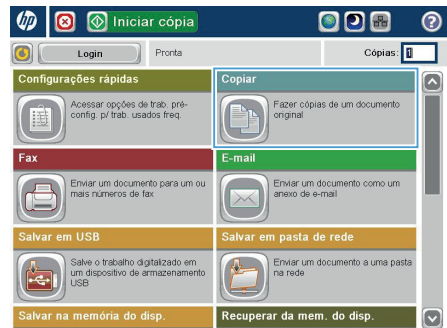 hp Iniciar cópia ?
Login Pronta Cópias: 1
Configurações rápidas
Acessar opções de
trab. pré-
config. p/ trab. usados freq.
Copiar
Fazer cópias de um documento
original
Fax
Enviar um documento para um ou
mais números de fax
E-mail
Enviar um documento como um
anexo de e-mail
Salvar em USB
Salve o trabalho digitalizado em
um dispositivo de armazenamento
USB
Salvar em pasta de rede
Enviar um documento a uma pasta
na rede
Salvar na memória do disp.
Recuperar da mem. do disp.